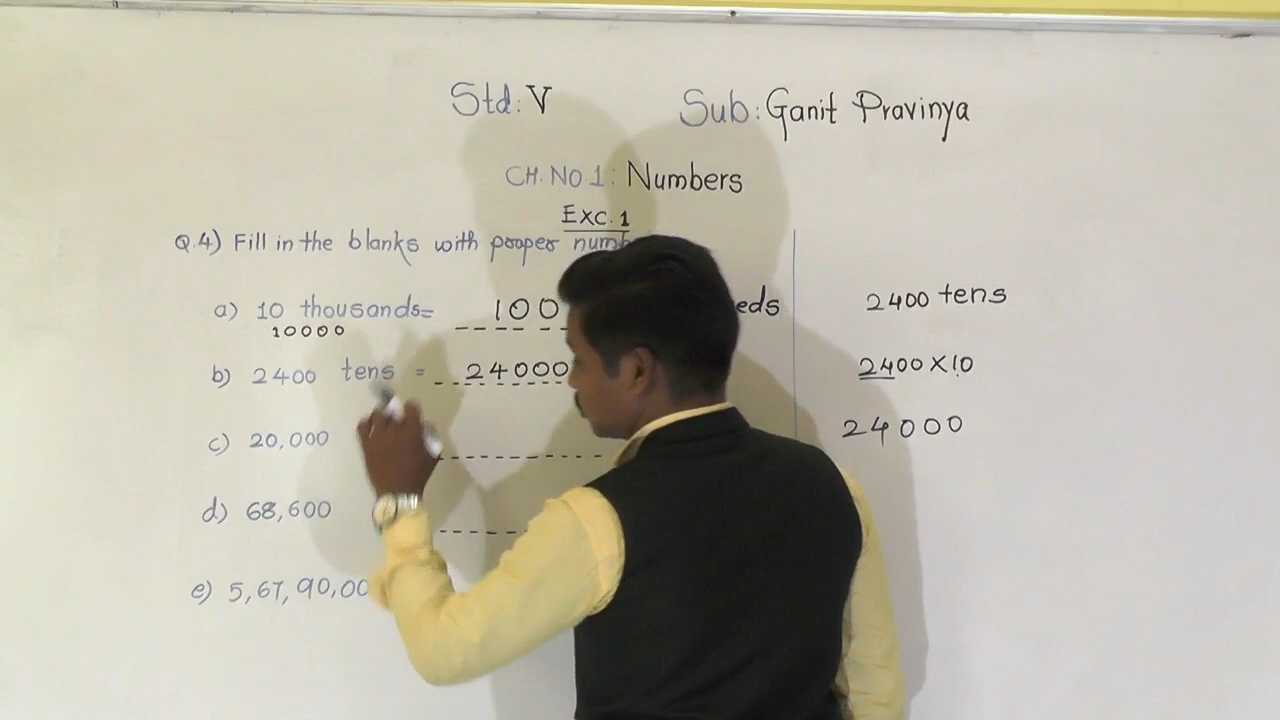 Std: V Sub: Ganit Pravinya
CH. NO. 1: Numbers
Exc. 1
Q.4) Fill in the blanks with proper
a) 10 thousands= 100
10000
b) 2400 tens = 24000
c) 20,000
d) 68,600
e) 5,67,90,00
2400 tens
2400 X 10
24000